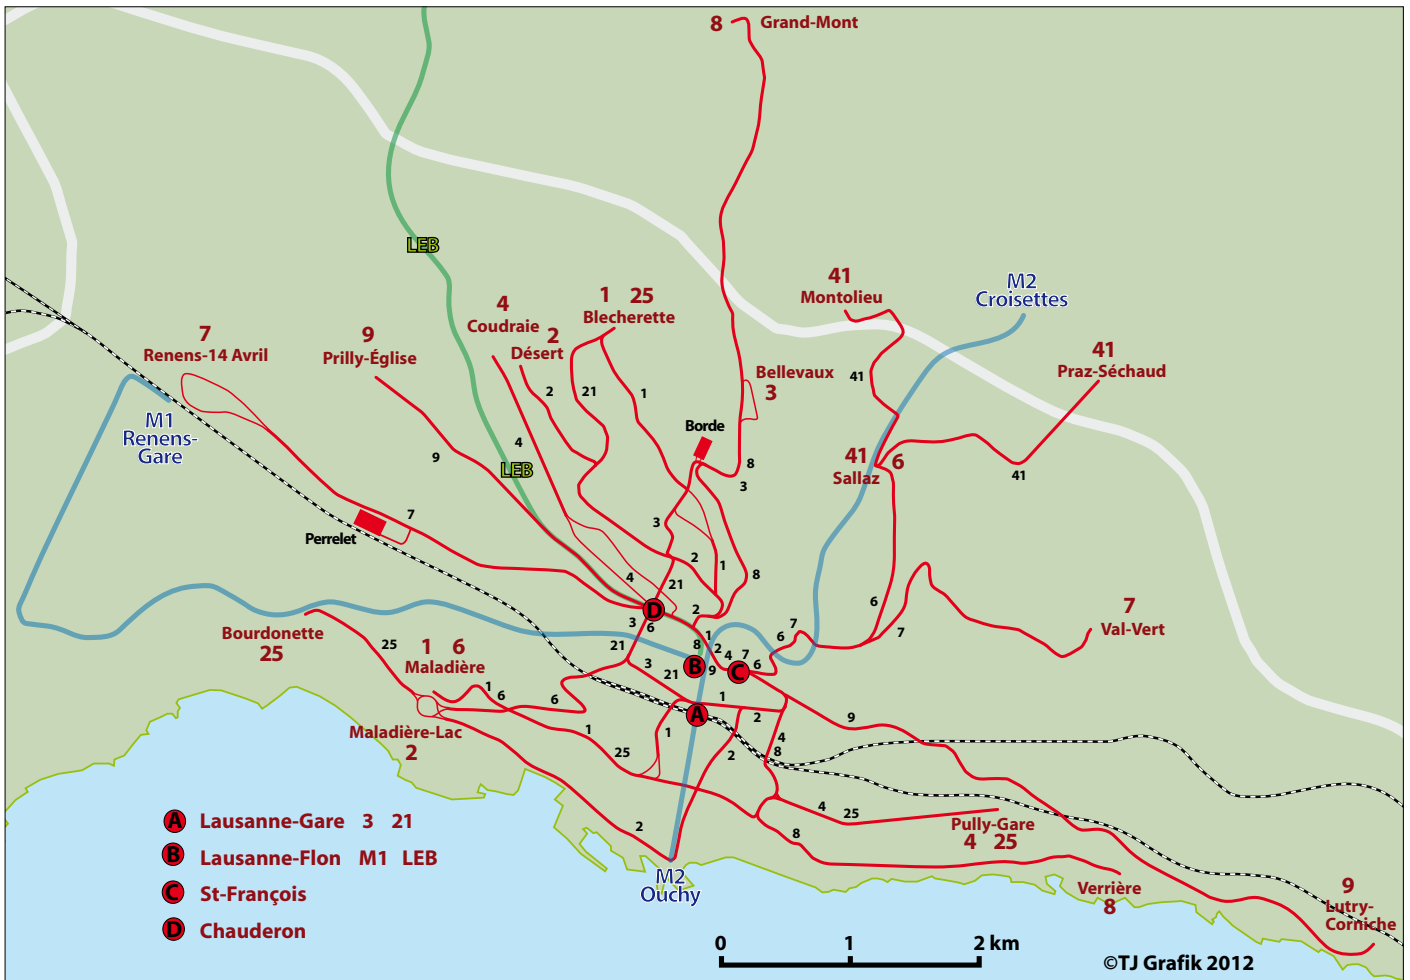 8 Grand-Mont
LEB
41
Montolieu
M2
Croisettes
1 25
Blecherette
4
Coudraie
2
Désert
7
Renens-14 Avril
9
Prilly-Église
41
Praz-Séchaud
Bellevaux
3
41
2
21
1
M1
Renens-
Gare
Borde
4
9
LEB
8
3
41
Sallaz
6
41
7
Perrelet
3
2
1
8
4
21
6
7
2
3
6
1
7
6
7
Val-Vert
Bourdonette
25
25
21
8
2
4
7
6
D
B
C
A
3
21
9
1
6
Maladière
1
6
6
1
2
9
Maladière-Lac
2
1
1
25
2
4
8
4
25
2
8
Pully-Gare
4 25
M2
Ouchy
Verrière
8
9
Lutry-
Corniche
A Lausanne-Gare 3 21
B Lausanne-Flon M1 LEB
C St-François
D Chauderon
0 1 2 km
©TJ Grafik 2012